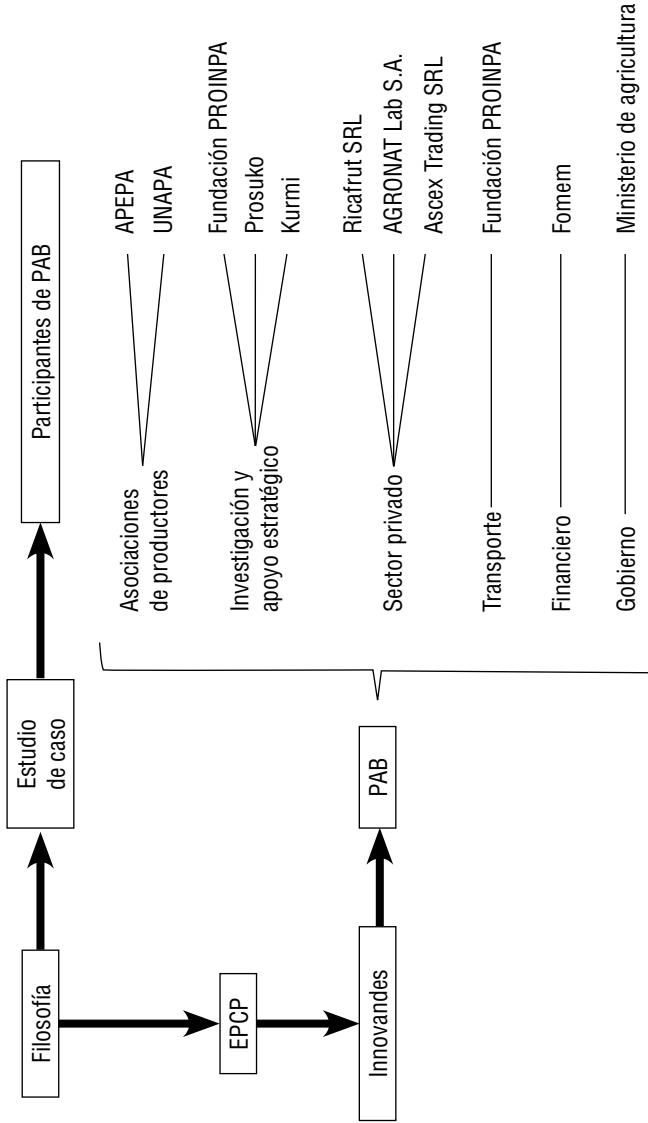 Filosofía
Estudio
de caso
Participantes de PAB
EPCP
Innovandes
PAB
Asociaciones
de productores
APEPA
UNAPA
Investigación y
apoyo estratégico
Fundación PROINPA
Prosuko
Kurmi
Sector privado
Ricafrut SRL
AGRONAT Lab S.A.
Ascex Trading SRL
Transporte
Fundación PROINPA
Financiero
Fomem
Gobierno
Ministerio de agricultura